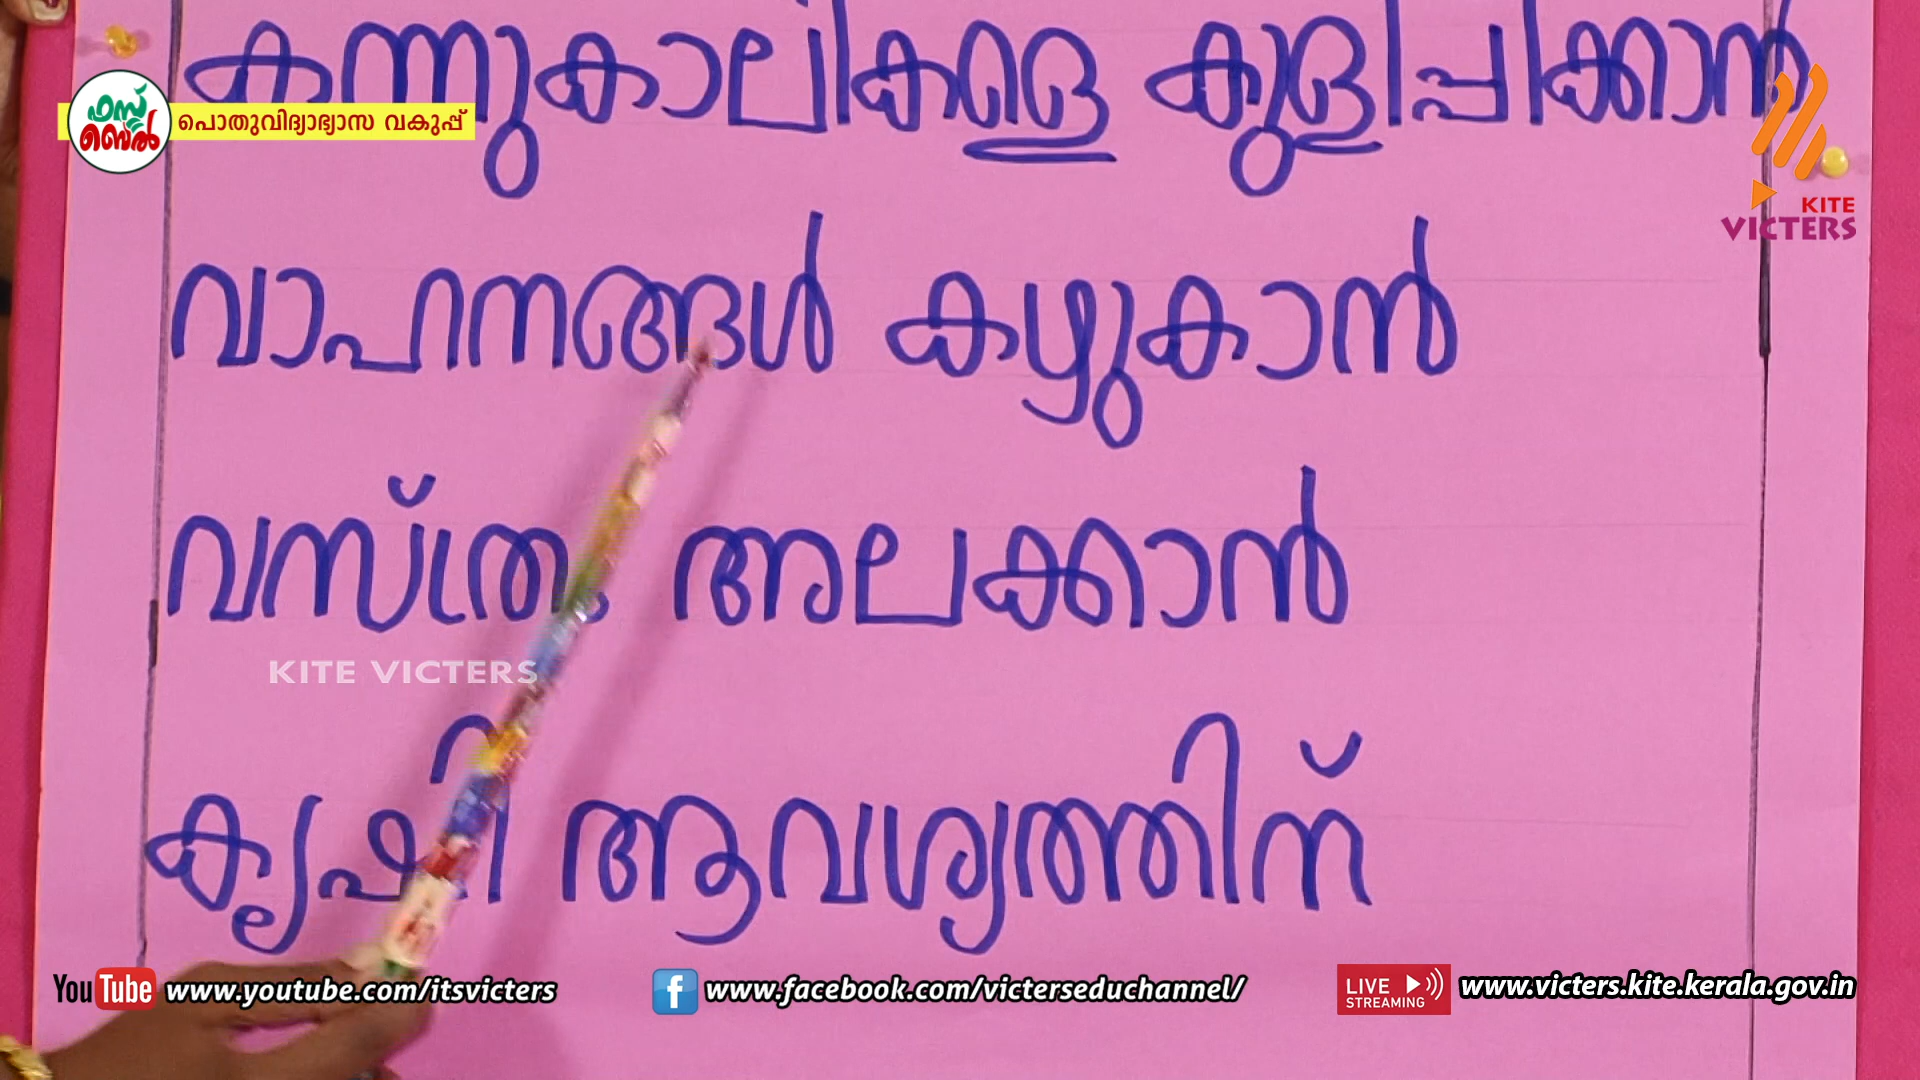 കന്നുകാലികളെ കുളിപ്പിക്കാൻ
ഫസ്റ്റ് ബെൽ
പൊതുവിദ്യാഭ്യാസ വകുപ്പ്
KITE
VICTERS
വാഹനങ്ങൾ കഴുകാൻ
വസ്ത്രം അലക്കാൻ
KITE VICTERS
കൃഷി ആവശ്യത്തിന്
YouTube www.youtube.com/itsvicters
f www.facebook.com/victerseduchannel/
LIVE STREAMING www.victers.kite.kerala.gov.in